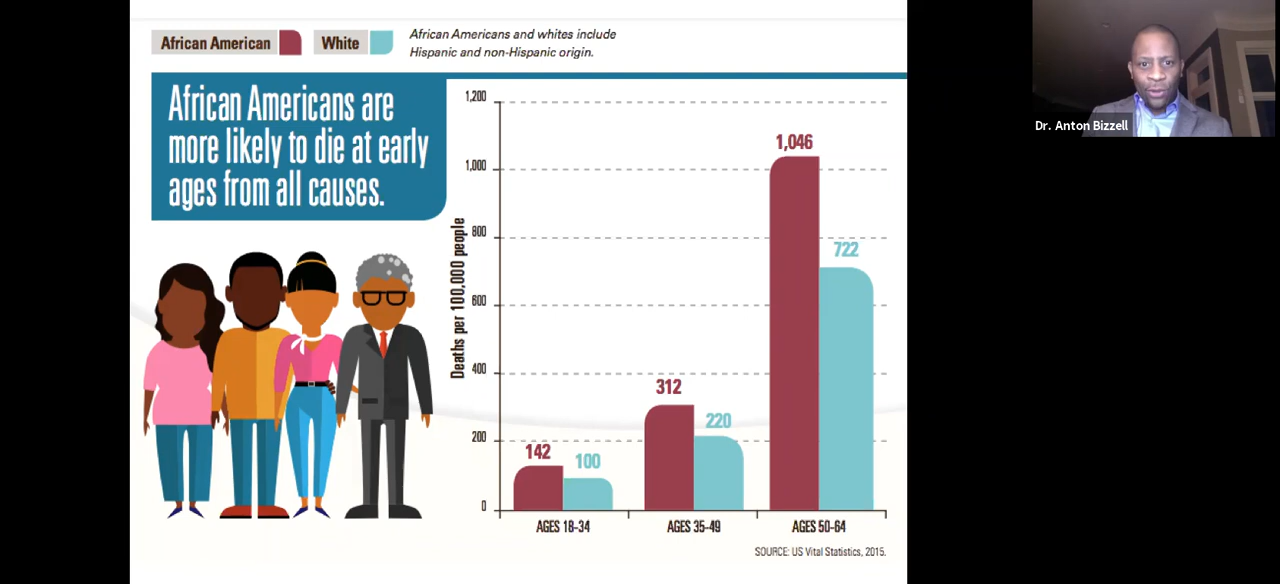 African American
White
African Americans and whites include
Hispanic and non-Hispanic origin.
African Americans are
more likely to die at early
ages from all causes.
Deaths per 100,000 people
1,200
1,000
800
600
400
200
0
142
100
312
220
1,046
722
AGES 18-34
AGES 35-49
AGES 50-64
SOURCE: US Vital Statistics, 2015.
Dr. Anton Bizzell